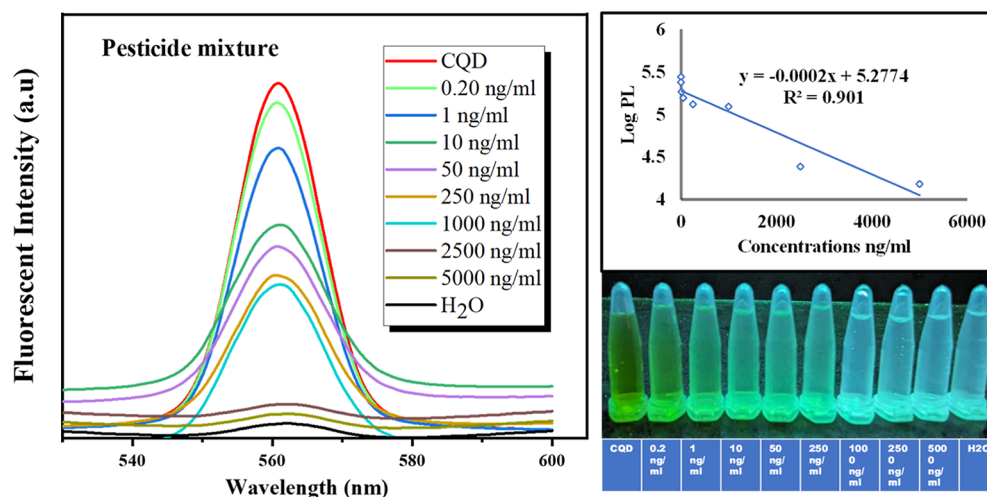 Pesticide mixture
CQD
0.20 ng/ml
1 ng/ml
10 ng/ml
50 ng/ml
250 ng/ml
1000 ng/ml
2500 ng/ml
5000 ng/ml
H₂O
Fluorescent Intensity (a.u)
540
560
580
600
Wavelength (nm)
6
5.5
5
4.5
4
Log PL
y = -0.0002x + 5.2774
R² = 0.901
0
2000
4000
6000
Concentrations ng/ml
CQD
0.2
ng/
ml
1
ng/
ml
10
ng/
ml
50
ng/
ml
250
ng/
ml
100
0
ng/
ml
250
0
ng/
ml
500
0
ng/
ml
H2O